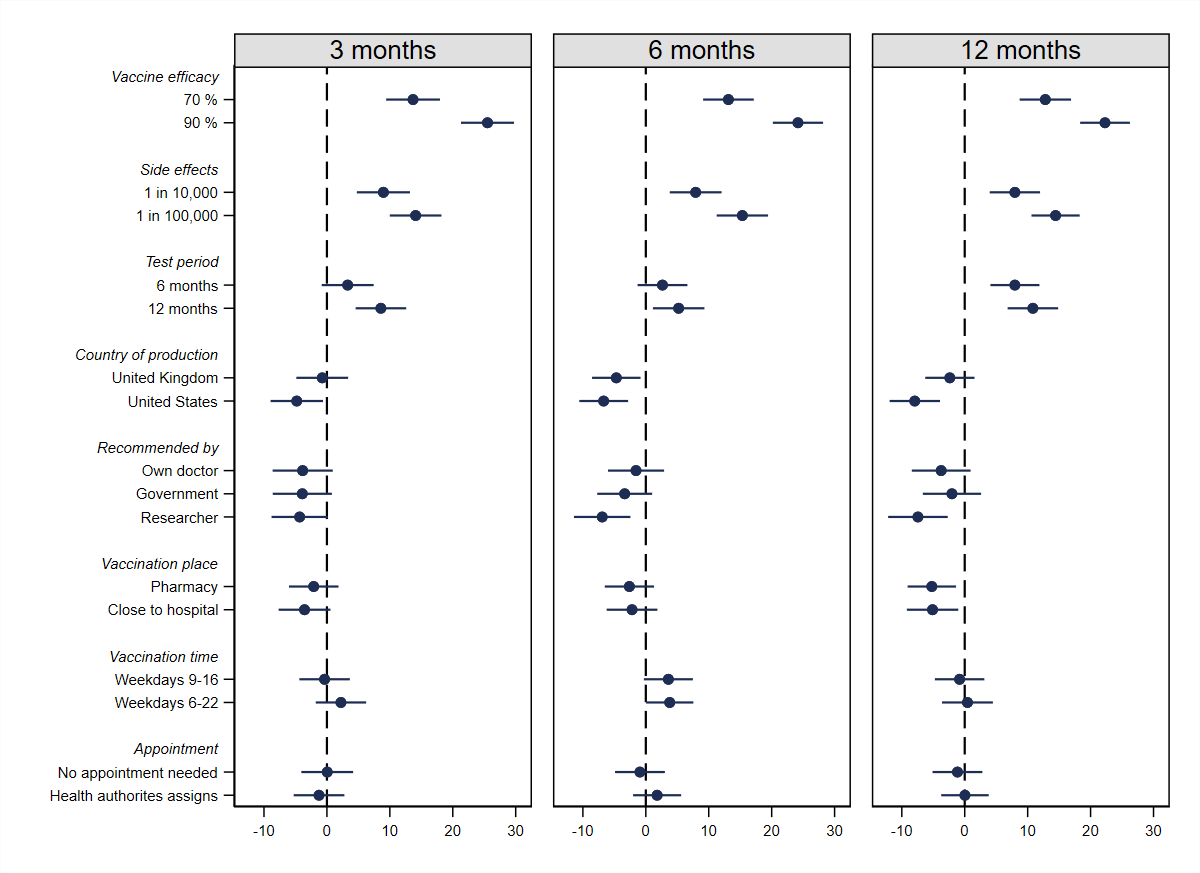 3 months
6 months
12 months
Vaccine efficacy
70 %
90 %
Side effects
1 in 10,000
1 in 100,000
Test period
6 months
12 months
Country of production
United Kingdom
United States
Recommended by
Own doctor
Government
Researcher
Vaccination place
Pharmacy
Close to hospital
Vaccination time
Weekdays 9-16
Weekdays 6-22
Appointment
No appointment needed
Health authorites assigns
-10 0 10 20 30
-10 0 10 20 30
-10 0 10 20 30